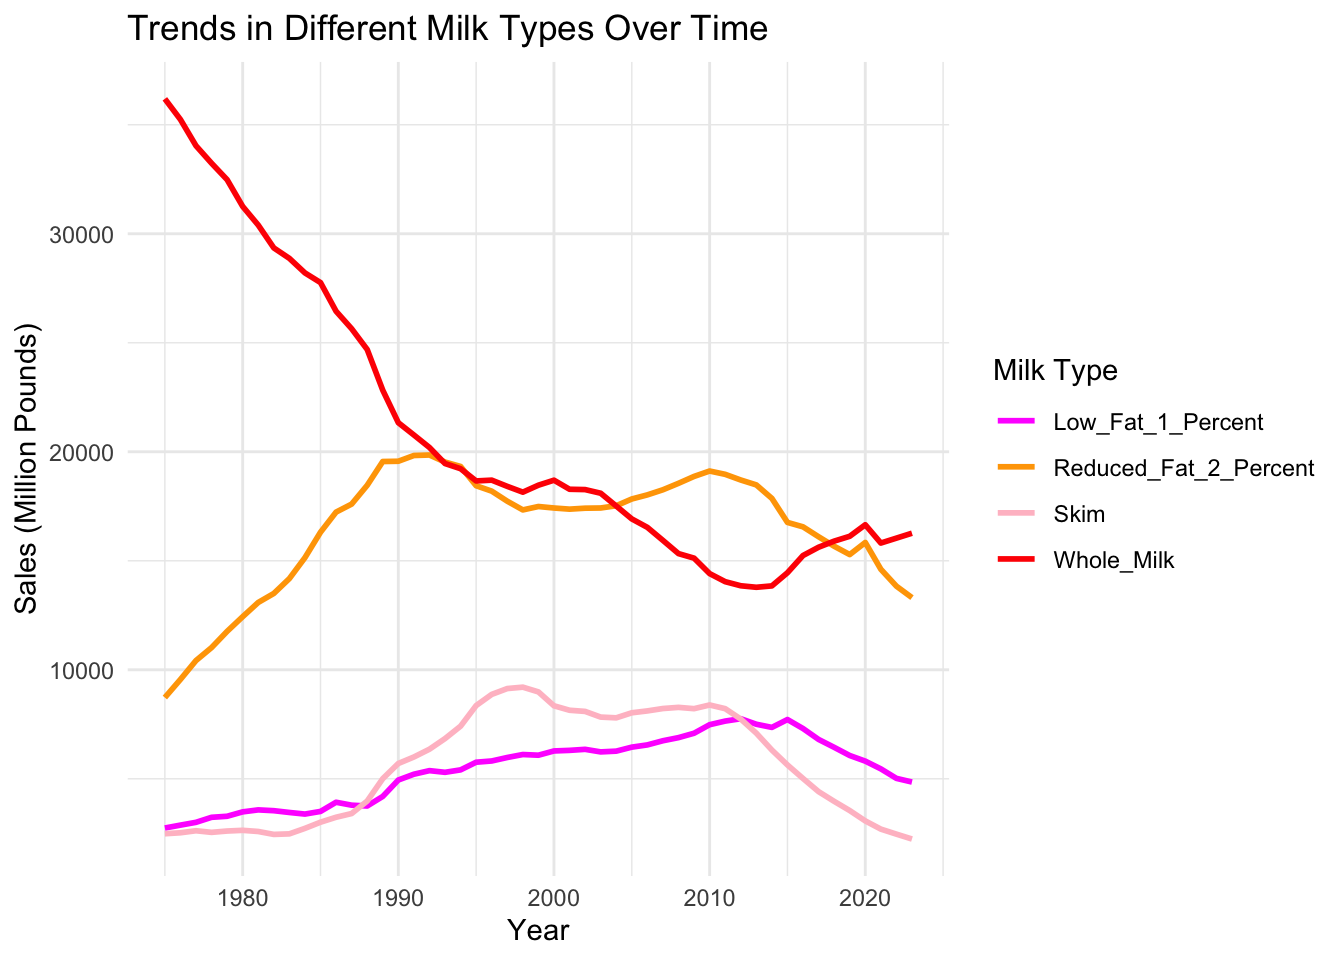 Trends in Different Milk Types Over Time
Sales (Million Pounds)
30000
20000
10000
1980 1990 2000 2010 2020
Year
Milk Type
Low_Fat_1_Percent
Reduced_Fat_2_Percent
Skim
Whole_Milk